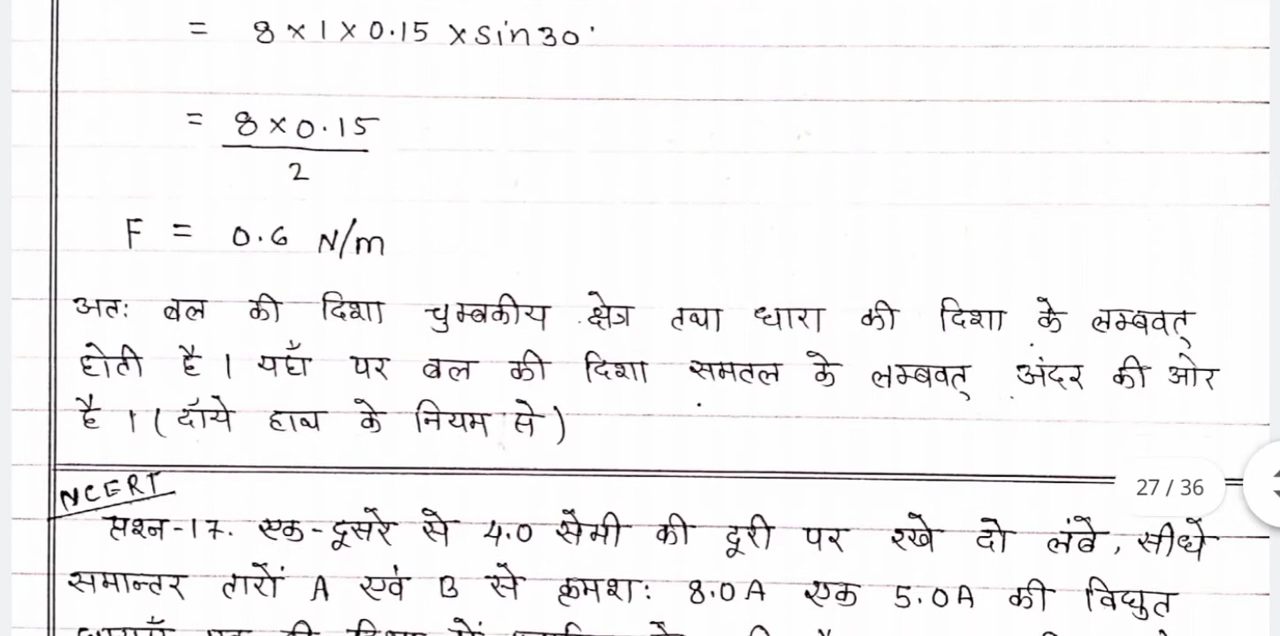 = 8 × 1 × 0.15 × sin 30°
= 8 × 0.15
2
F = 0.6 N/m
अतः बल की दिशा चुम्बकीय क्षेत्र तथा धारा की दिशा के लम्बवत्
होती है । यहाँ पर बल की दिशा समतल के लम्बवत् अंदर की ओर
है । ( दाँये हाथ के नियम से )
27 / 36
NCERT
प्रश्न-17. एक-दूसरे से 4.0 सेमी की दूरी पर रखे दो लंबे, सीधे
समान्तर तारों A एवं B से क्रमशः 8.0A एक 5.0A की विद्युत